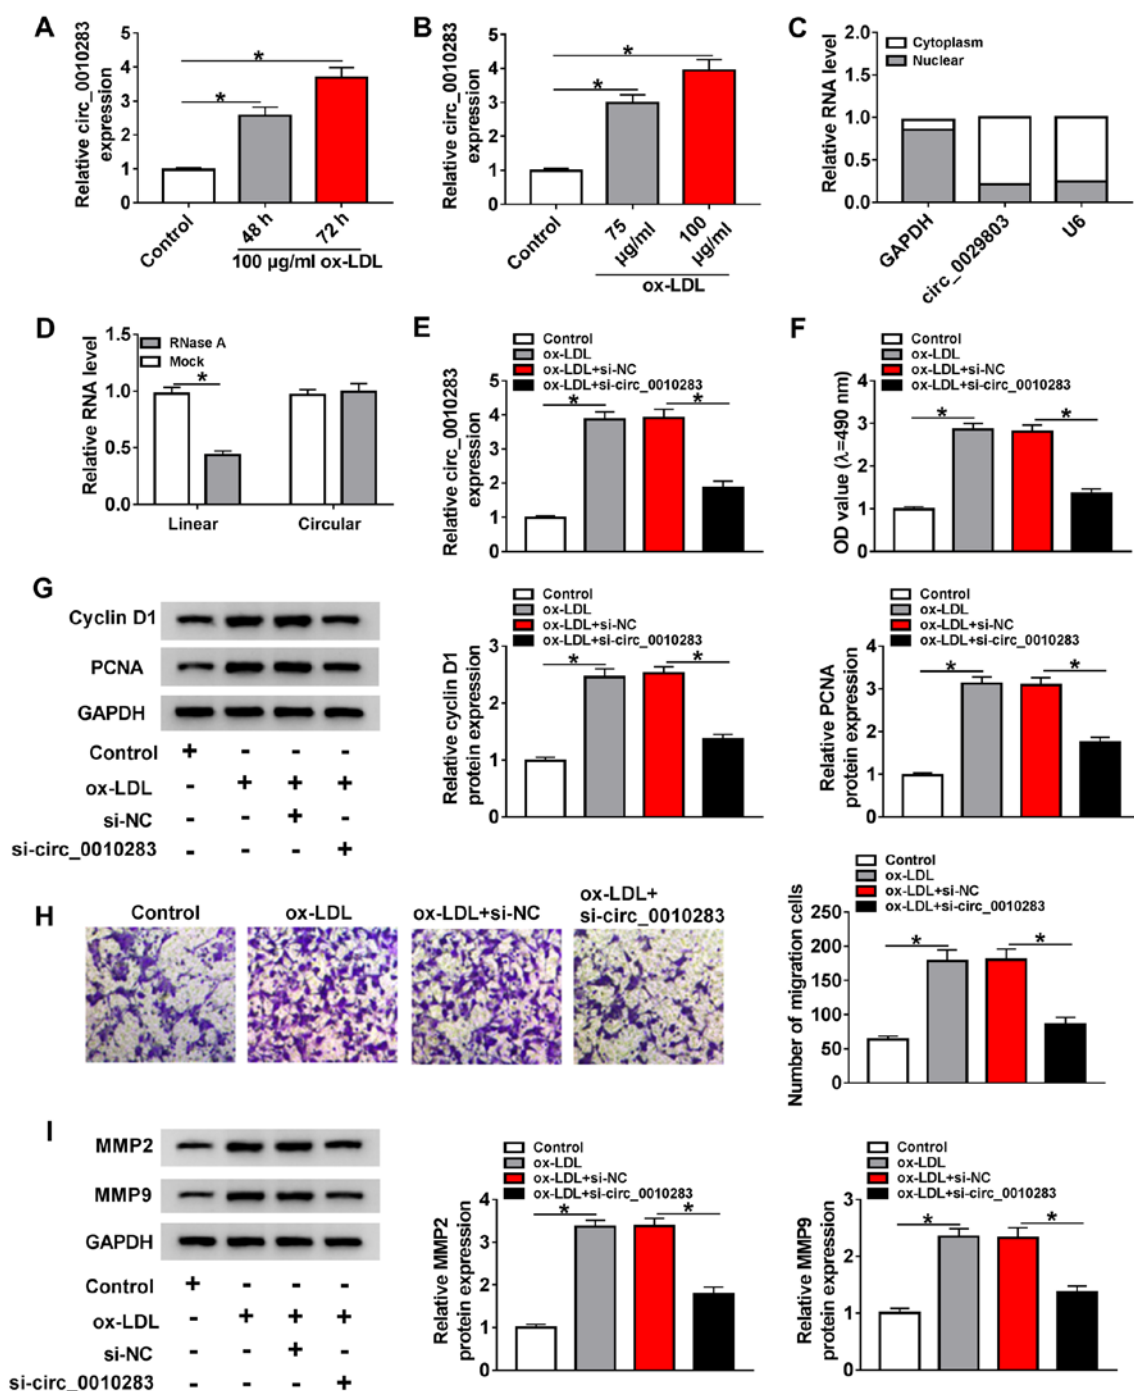 A
Relative circ_0010283
expression
5
4
3
2
1
0
*
*
Control
48 h
72 h
100 µg/ml ox-LDL
B
Relative circ_0010283
expression
5
4
3
2
1
0
*
*
Control
75
µg/ml
100
µg/ml
ox-LDL
C
Relative RNA level
2.0
1.5
1.0
0.5
0.0
Cytoplasm
Nuclear
GAPDH
circ_0029803
U6
D
Relative RNA level
1.5
1.0
0.5
0.0
RNase A
Mock
*
Linear
Circular
E
Control
ox-LDL
ox-LDL+si-NC
ox-LDL+si-circ_0010283
Relative circ_0010283
expression
5
4
3
2
1
0
*
*
F
Control
ox-LDL
ox-LDL+si-NC
ox-LDL+si-circ_0010283
OD value (λ=490 nm)
4
3
2
1
0
*
*
G
Cyclin D1
PCNA
GAPDH
Control + - - -
ox-LDL - + + +
si-NC - - + -
si-circ_0010283 - - - +
Control
ox-LDL
ox-LDL+si-NC
ox-LDL+si-circ_0010283
Relative cyclin D1
protein expression
3
2
1
0
*
*
Control
ox-LDL
ox-LDL+si-NC
ox-LDL+si-circ_0010283
Relative PCNA
protein expression
4
3
2
1
0
*
*
H
Control
ox-LDL
ox-LDL+si-NC
ox-LDL+
si-circ_0010283
Control
ox-LDL
ox-LDL+si-NC
ox-LDL+si-circ_0010283
Number of migration cells
250
200
150
100
50
0
*
*
I
MMP2
MMP9
GAPDH
Control + - - -
ox-LDL - + + +
si-NC - - + -
si-circ_0010283 - - - +
Control
ox-LDL
ox-LDL+si-NC
ox-LDL+si-circ_0010283
Relative MMP2
protein expression
4
3
2
1
0
*
*
Control
ox-LDL
ox-LDL+si-NC
ox-LDL+si-circ_0010283
Relative MMP9
protein expression
3
2
1
0
*
*